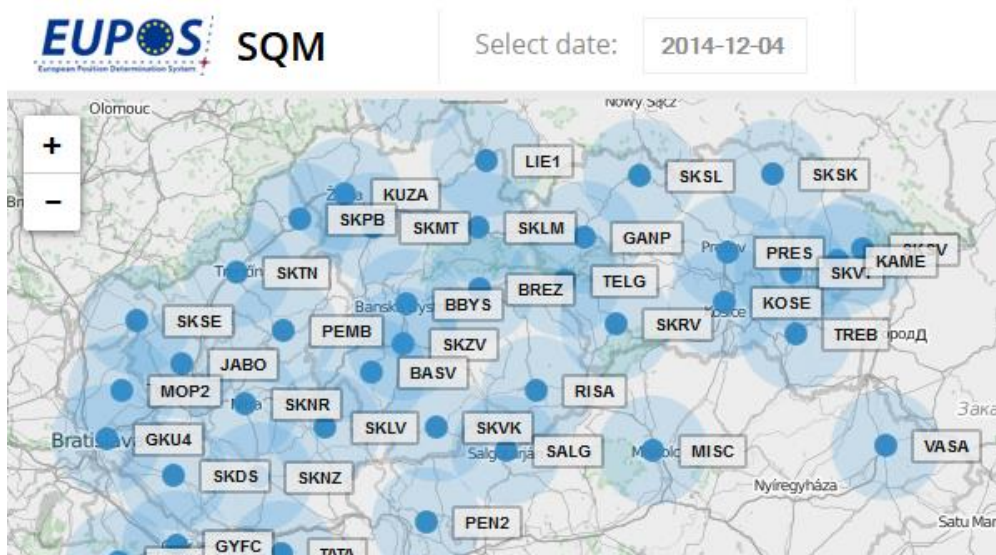 EUPOS
European Position Determination System
SQM
Select date:
2014-12-04
Olomouc
Nowy Sącz
+
−
LIE1
SKSL
SKSK
KUZA
SKPB
SKMT
SKLM
GANP
PRES
KAME
SKTN
BREZ
TELG
BBYS
KOSE
SKSE
PEMB
SKRV
TREB
SKZV
JABO
BASV
MOP2
RISA
SKNR
SKLV
SKVK
Bratislava
GKU4
SALG
MISC
VASA
SKDS
SKNZ
Nyíregyháza
PEN2
Satu Mar
GYFC
TATA